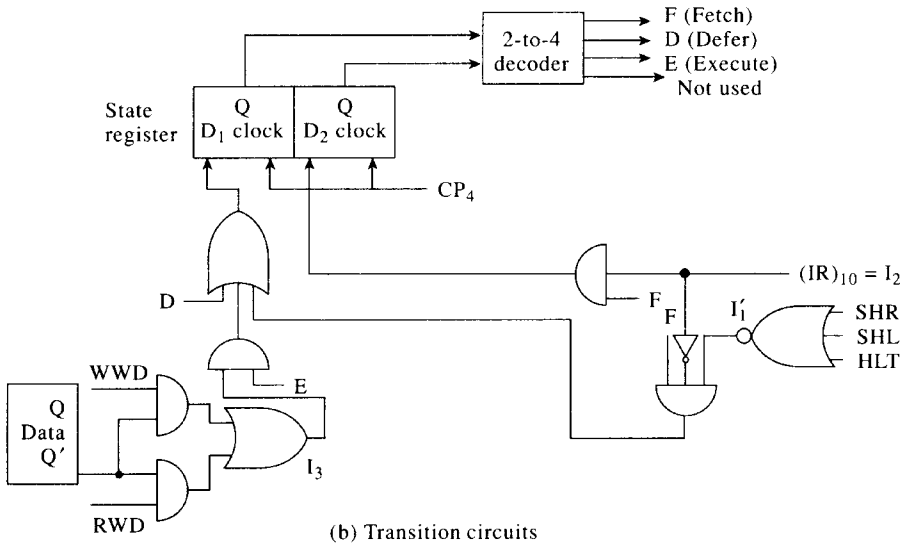 F (Fetch)
D (Defer)
E (Execute)
Not used
2-to-4
decoder
State
register
Q
D₁ clock
Q
D₂ clock
CP₄
(IR)₁₀ = I₂
D
F
F
I₁′
SHR
SHL
HLT
E
WWD
Q
Data
Q'
I₃
RWD
(b) Transition circuits